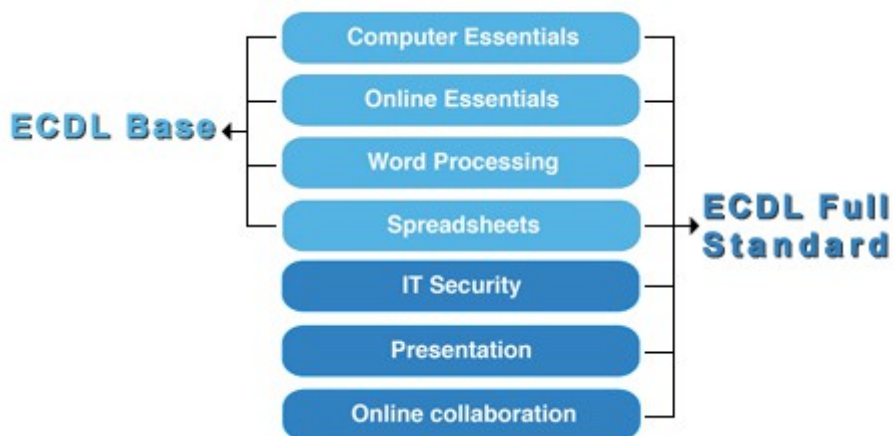 Computer Essentials
Online Essentials
ECDL Base
Word Processing
Spreadsheets
ECDL Full
Standard
IT Security
Presentation
Online collaboration